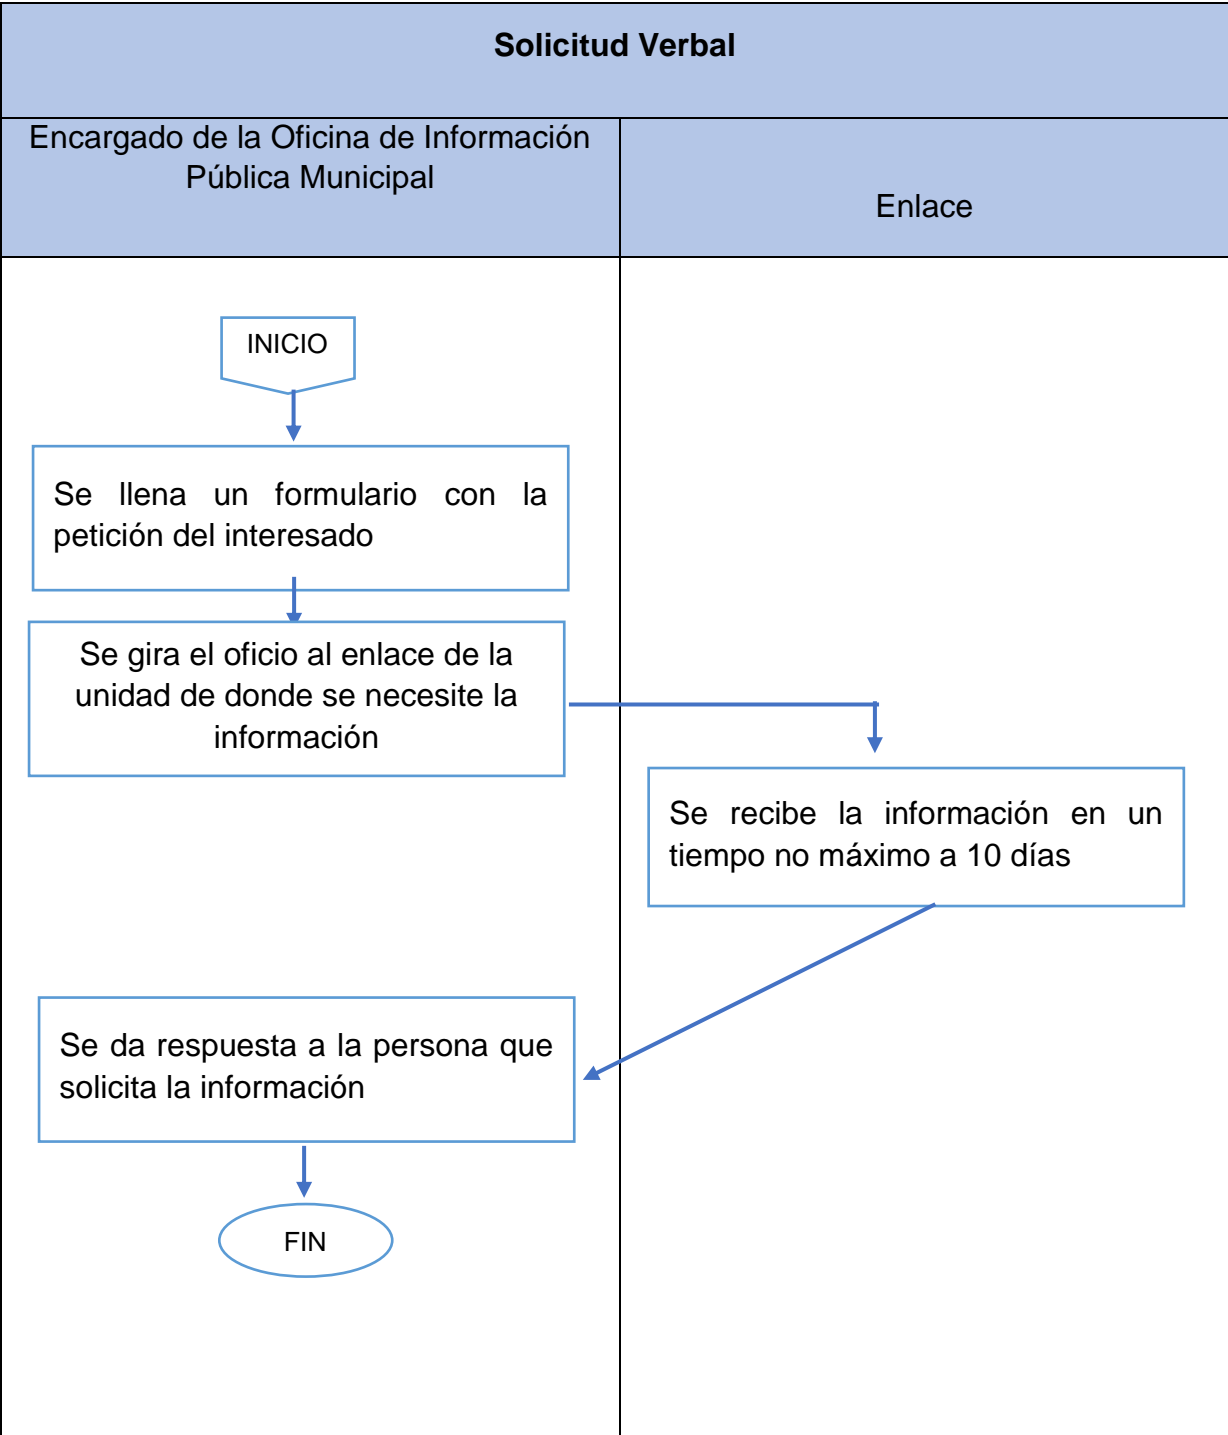 Solicitud Verbal
Encargado de la Oficina de Información
Pública Municipal
Enlace
INICIO
Se llena un formulario con la
petición del interesado
Se gira el oficio al enlace de la
unidad de donde se necesite la
información
Se recibe la información en un
tiempo no máximo a 10 días
Se da respuesta a la persona que
solicita la información
FIN